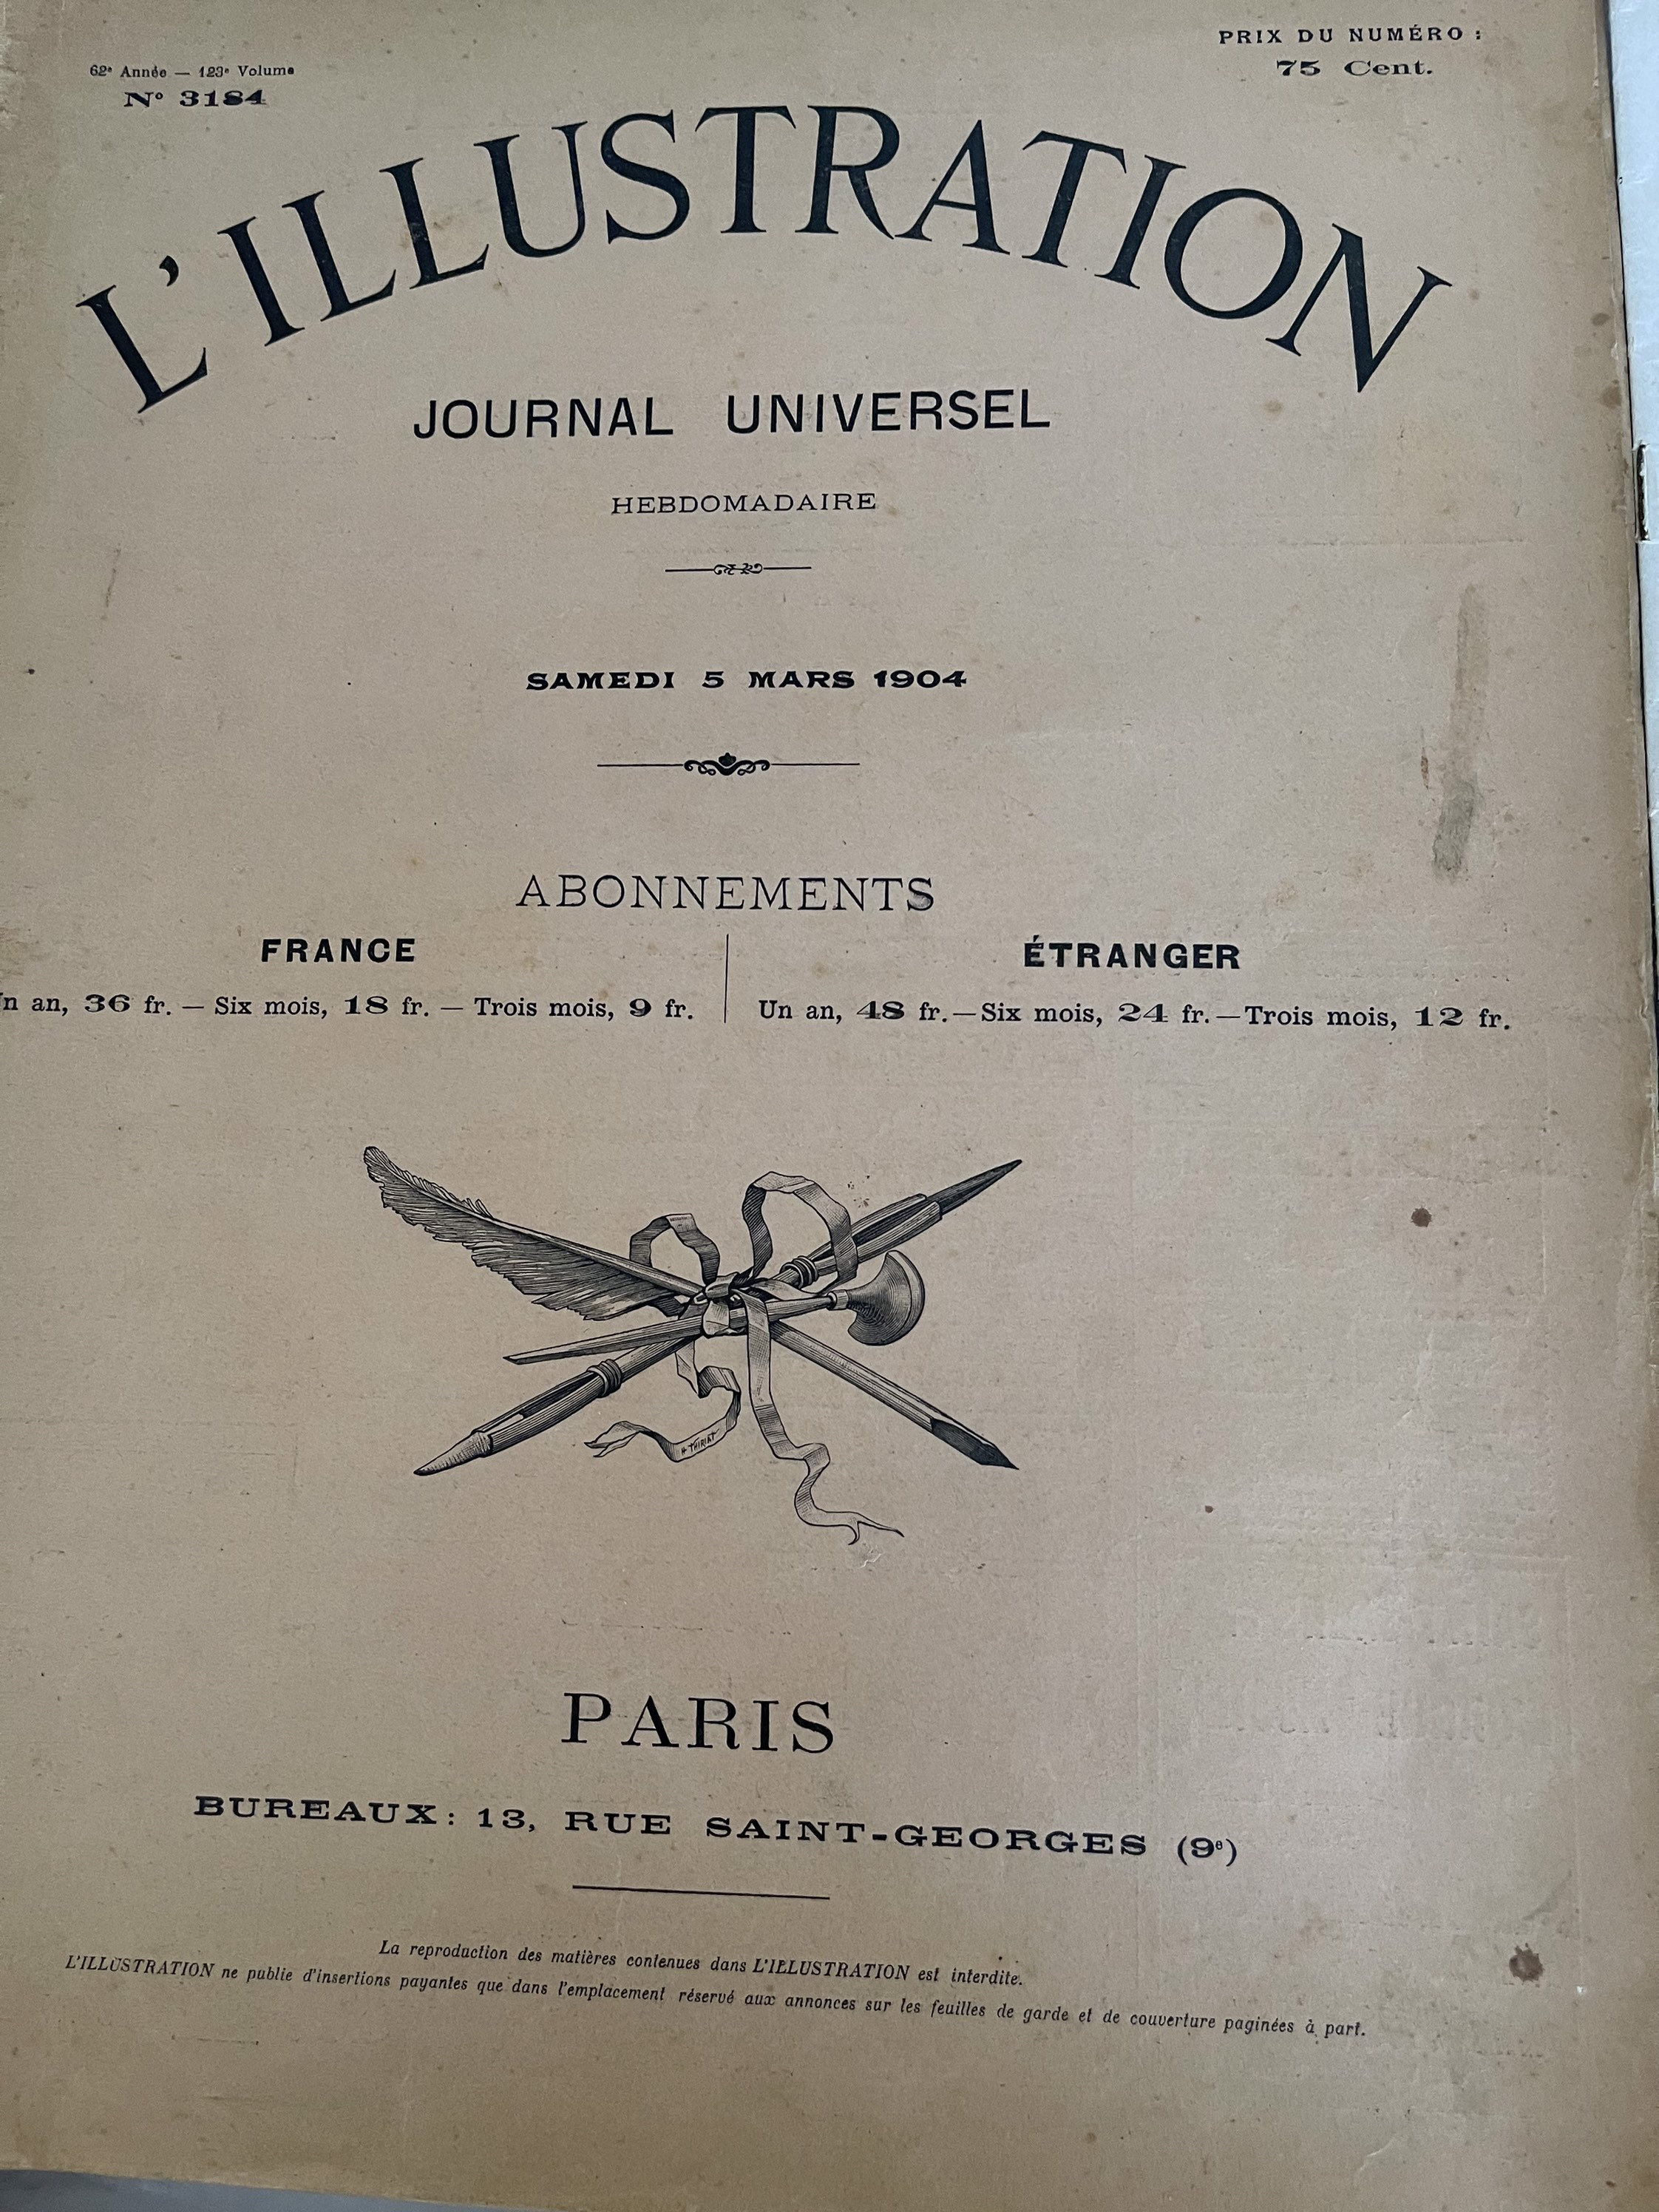 62e Année — 123e Volume
N° 3184
PRIX DU NUMÉRO :
75 Cent.
L'ILLUSTRATION
JOURNAL UNIVERSEL
HEBDOMADAIRE
SAMEDI 5 MARS 1904
ABONNEMENTS
FRANCE
n an, 36 fr. — Six mois, 18 fr. — Trois mois, 9 fr.
ÉTRANGER
Un an, 48 fr.—Six mois, 24 fr.—Trois mois, 12 fr.
H THIRIAT
PARIS
BUREAUX: 13, RUE SAINT-GEORGES (9e)
La reproduction des matières contenues dans L'ILLUSTRATION est interdite.
L'ILLUSTRATION ne publie d'insertions payantes que dans l'emplacement réservé aux annonces sur les feuilles de garde et de couverture paginées à part.